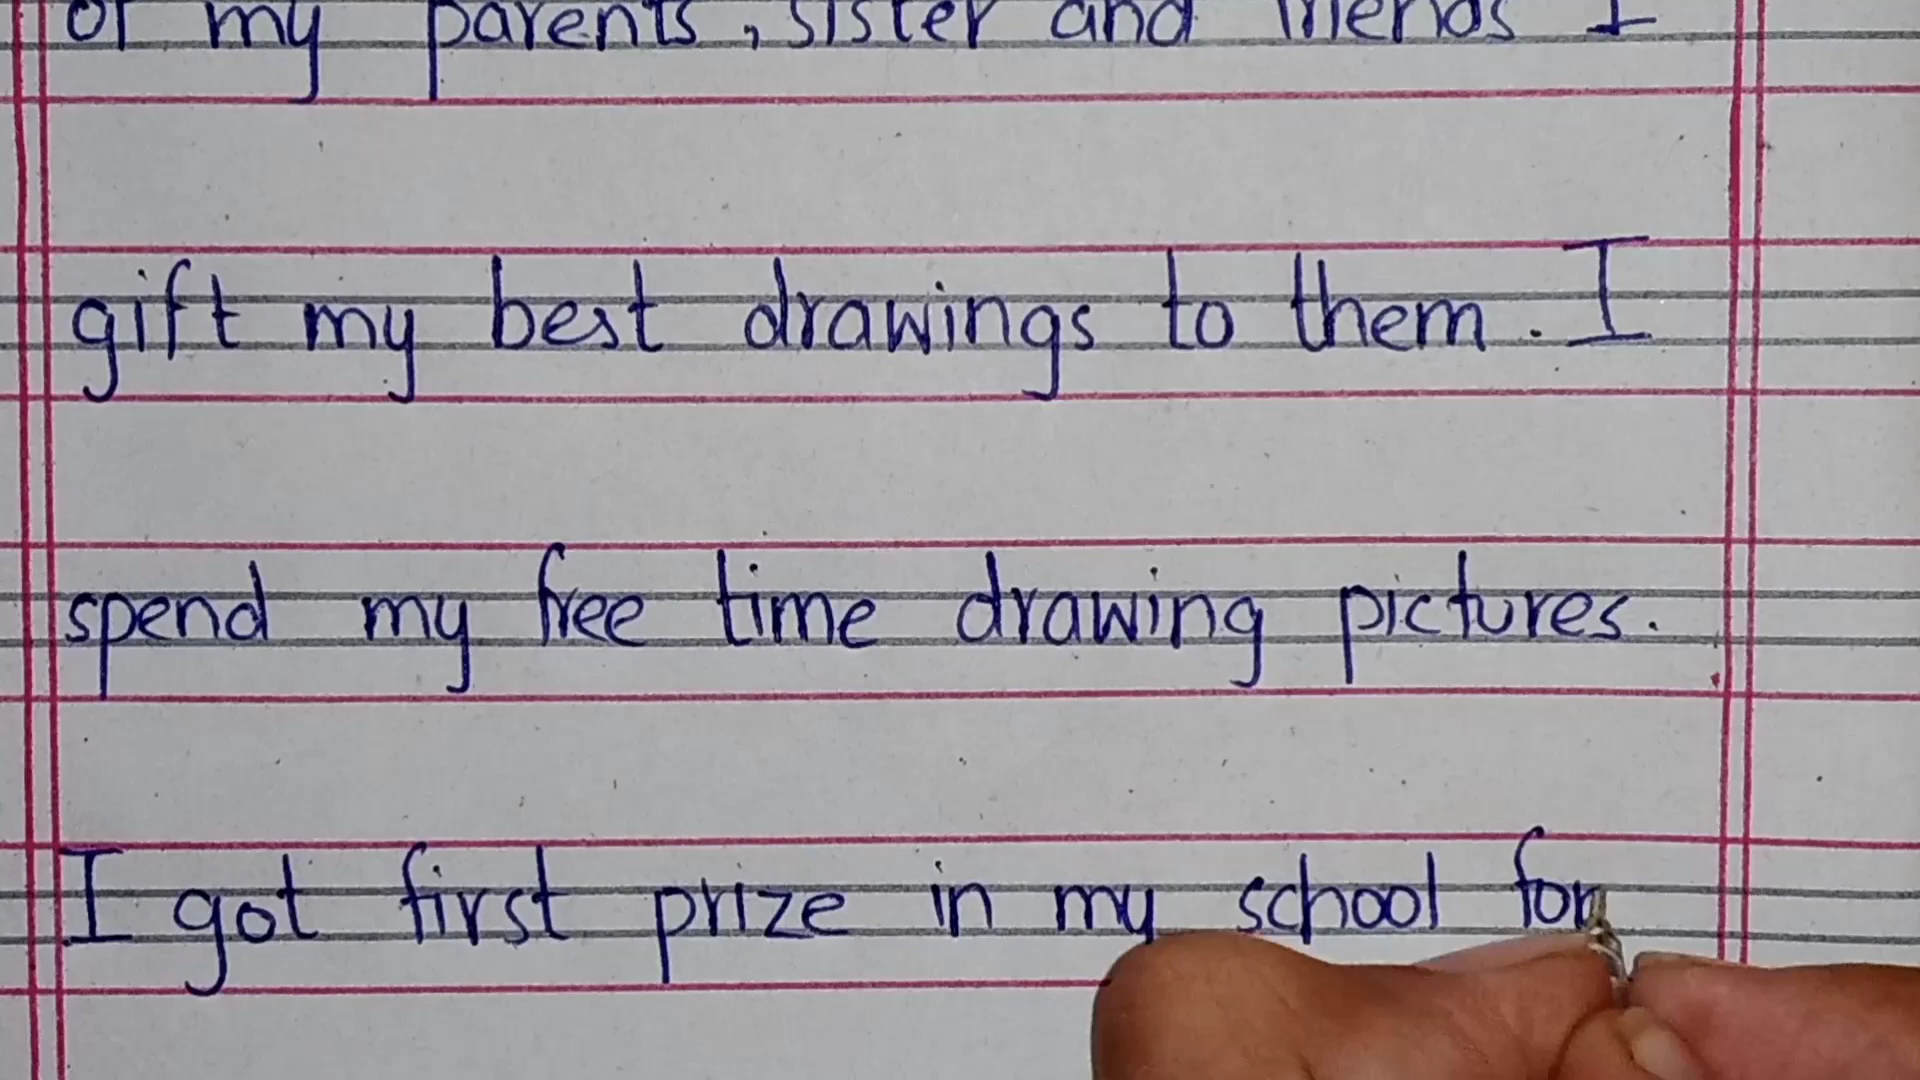 of my parents, sister and friends I
gift my best drawings to them. I
spend my free time drawing pictures.
I got first prize in my school for